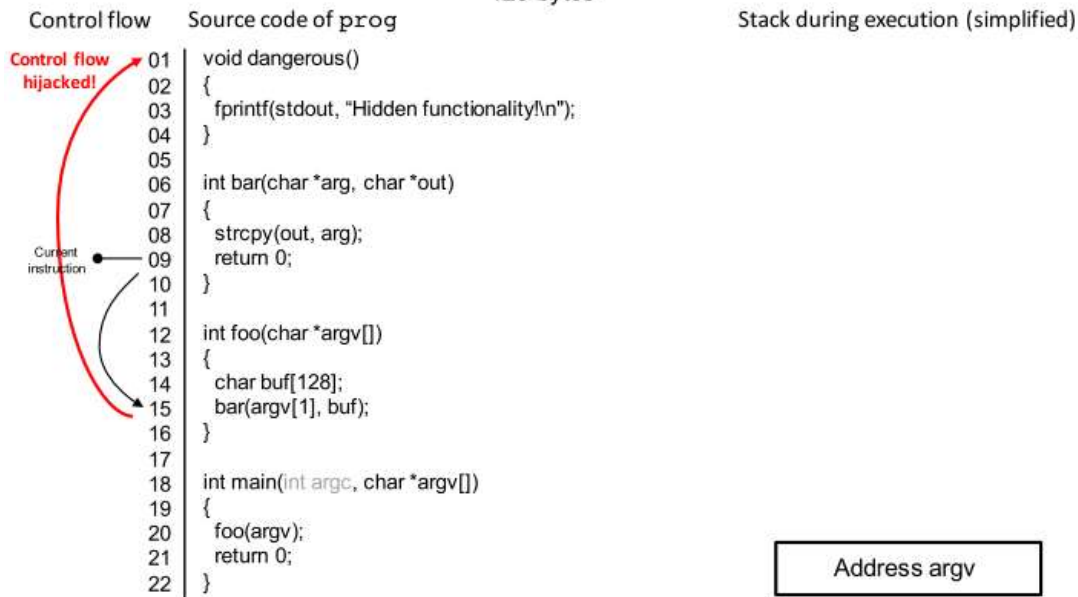 Control flow
Source code of prog
Stack during execution (simplified)
Control flow
hijacked!
01 void dangerous()
02 {
03 fprintf(stdout, “Hidden functionality!\n");
04 }
05
06 int bar(char *arg, char *out)
07 {
08 strcpy(out, arg);
Current
instruction
09 return 0;
10 }
11
12 int foo(char *argv[])
13 {
14 char buf[128];
15 bar(argv[1], buf);
16 }
17
18 int main(int argc, char *argv[])
19 {
20 foo(argv);
21 return 0;
22 }
Address argv